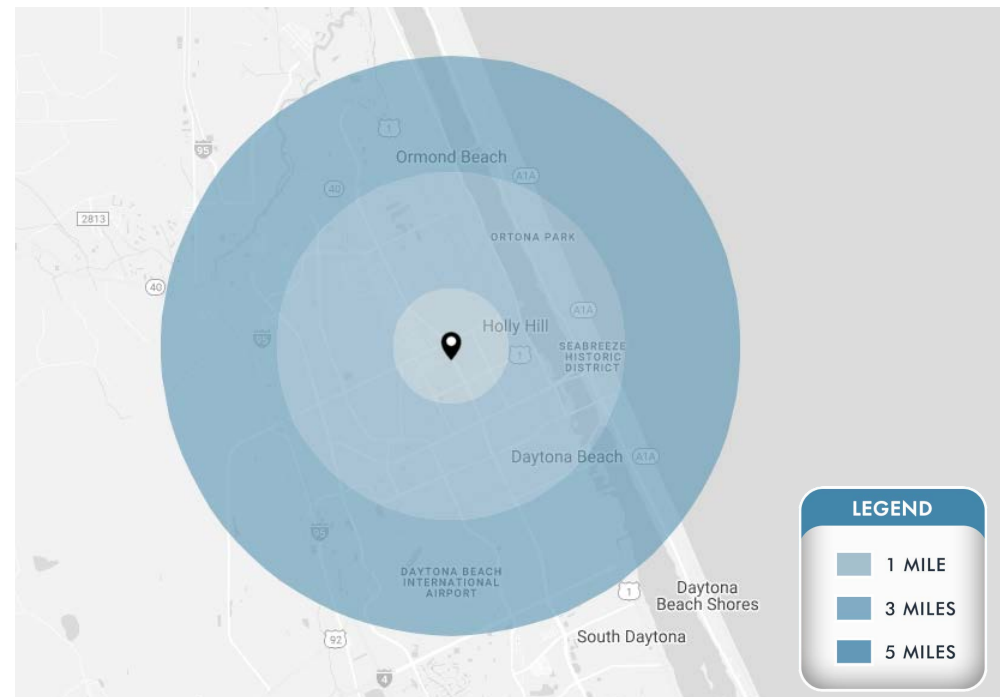 1
95
Ormond Beach
A1A
40
2813
ORTONA PARK
40
A1A
Holly Hill
95
1
SEABREEZE
HISTORIC
DISTRICT
Daytona Beach
A1A
LEGEND
95
1 MILE
DAYTONA BEACH
INTERNATIONAL
AIRPORT
1
Daytona
Beach Shores
3 MILES
92
South Daytona
5 MILES
4